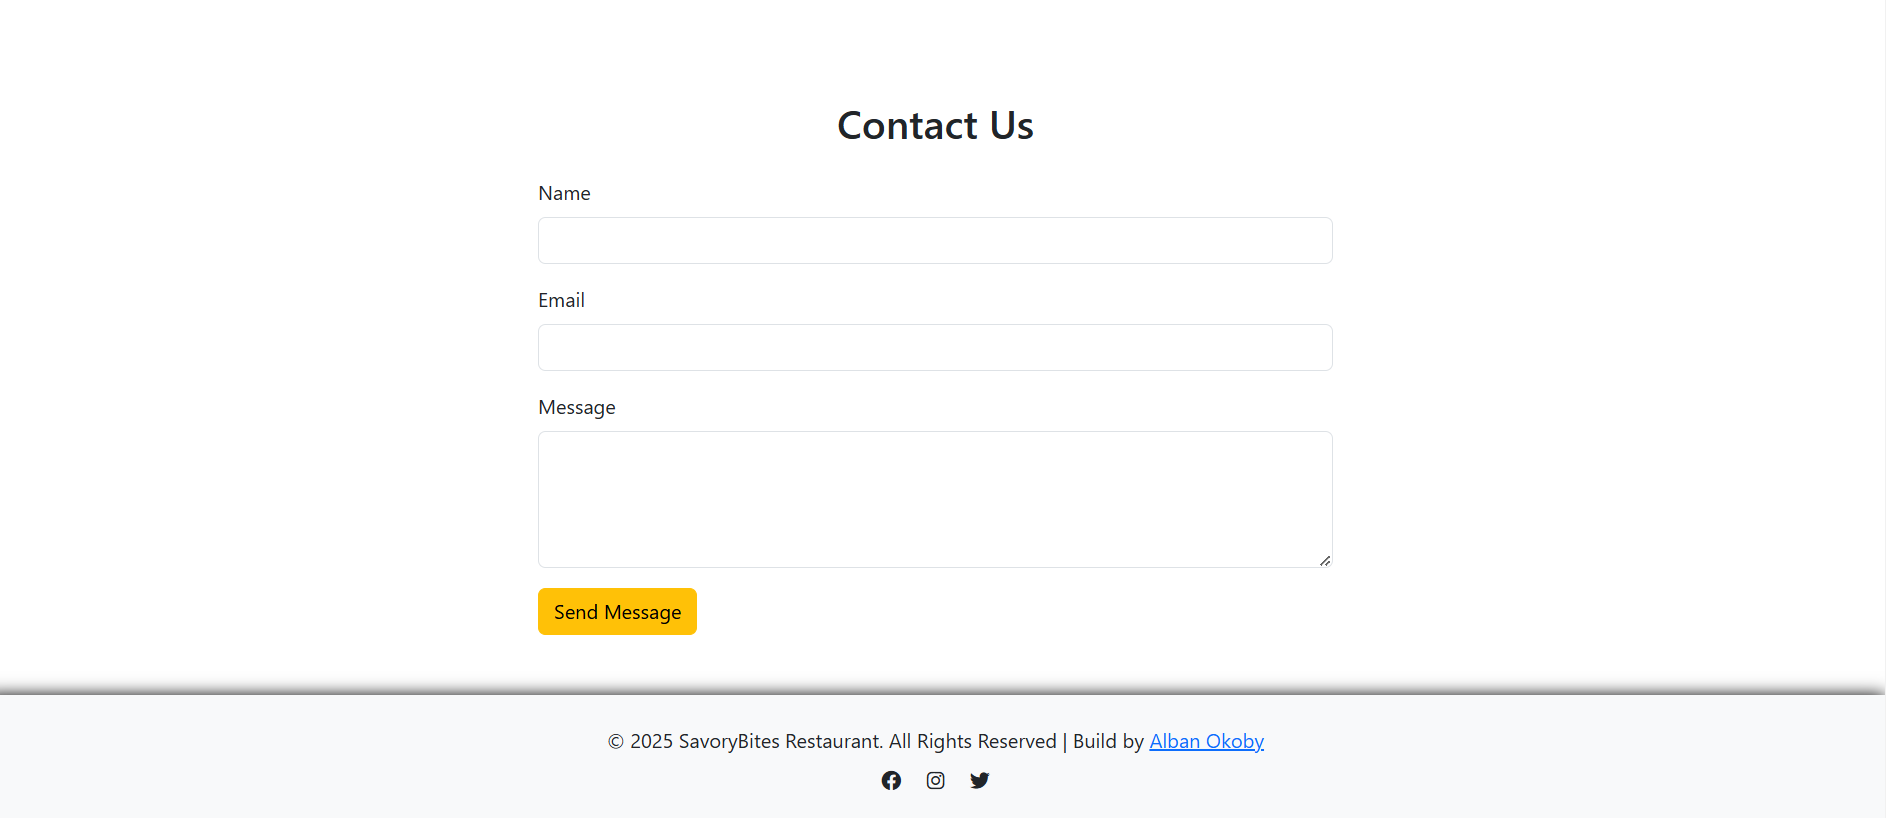 Contact Us
Name
Email
Message
Send Message
© 2025 SavoryBites Restaurant. All Rights Reserved | Build by Alban Okoby